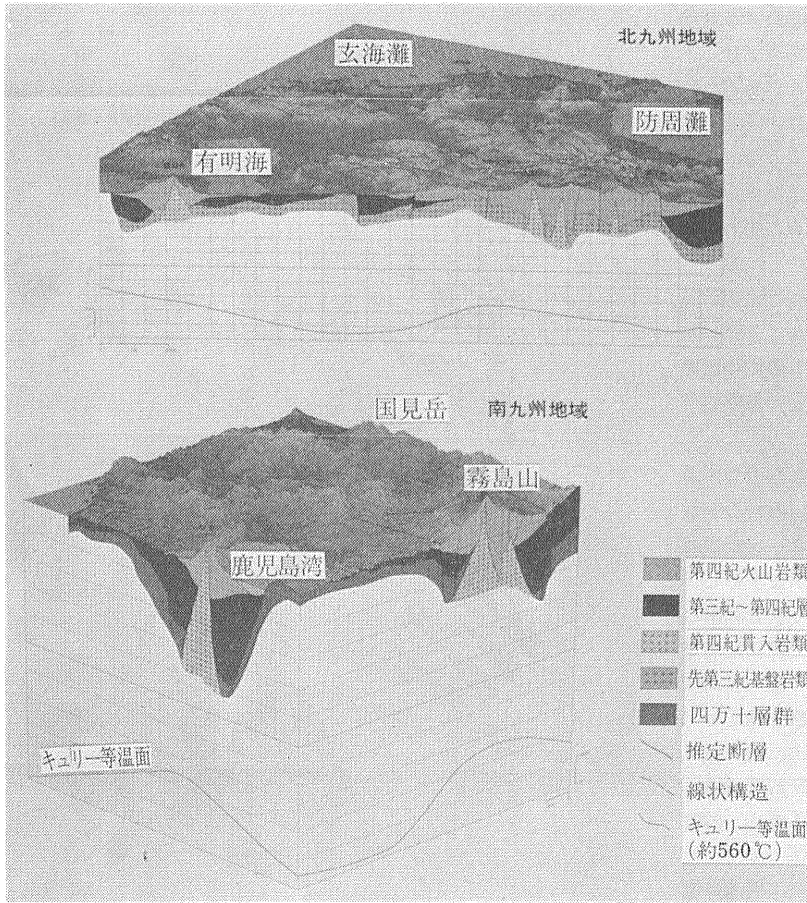 北九州地域
玄海灘
防周灘
有明海
国見岳
南九州地域
霧島山
鹿児島湾
キュリー等温面
第四紀火山岩類
第三紀~第四紀層
第四紀貫入岩類
先第三紀基盤岩類
四万十層群
推定断層
線状構造
キュリー等温面
(約560℃)